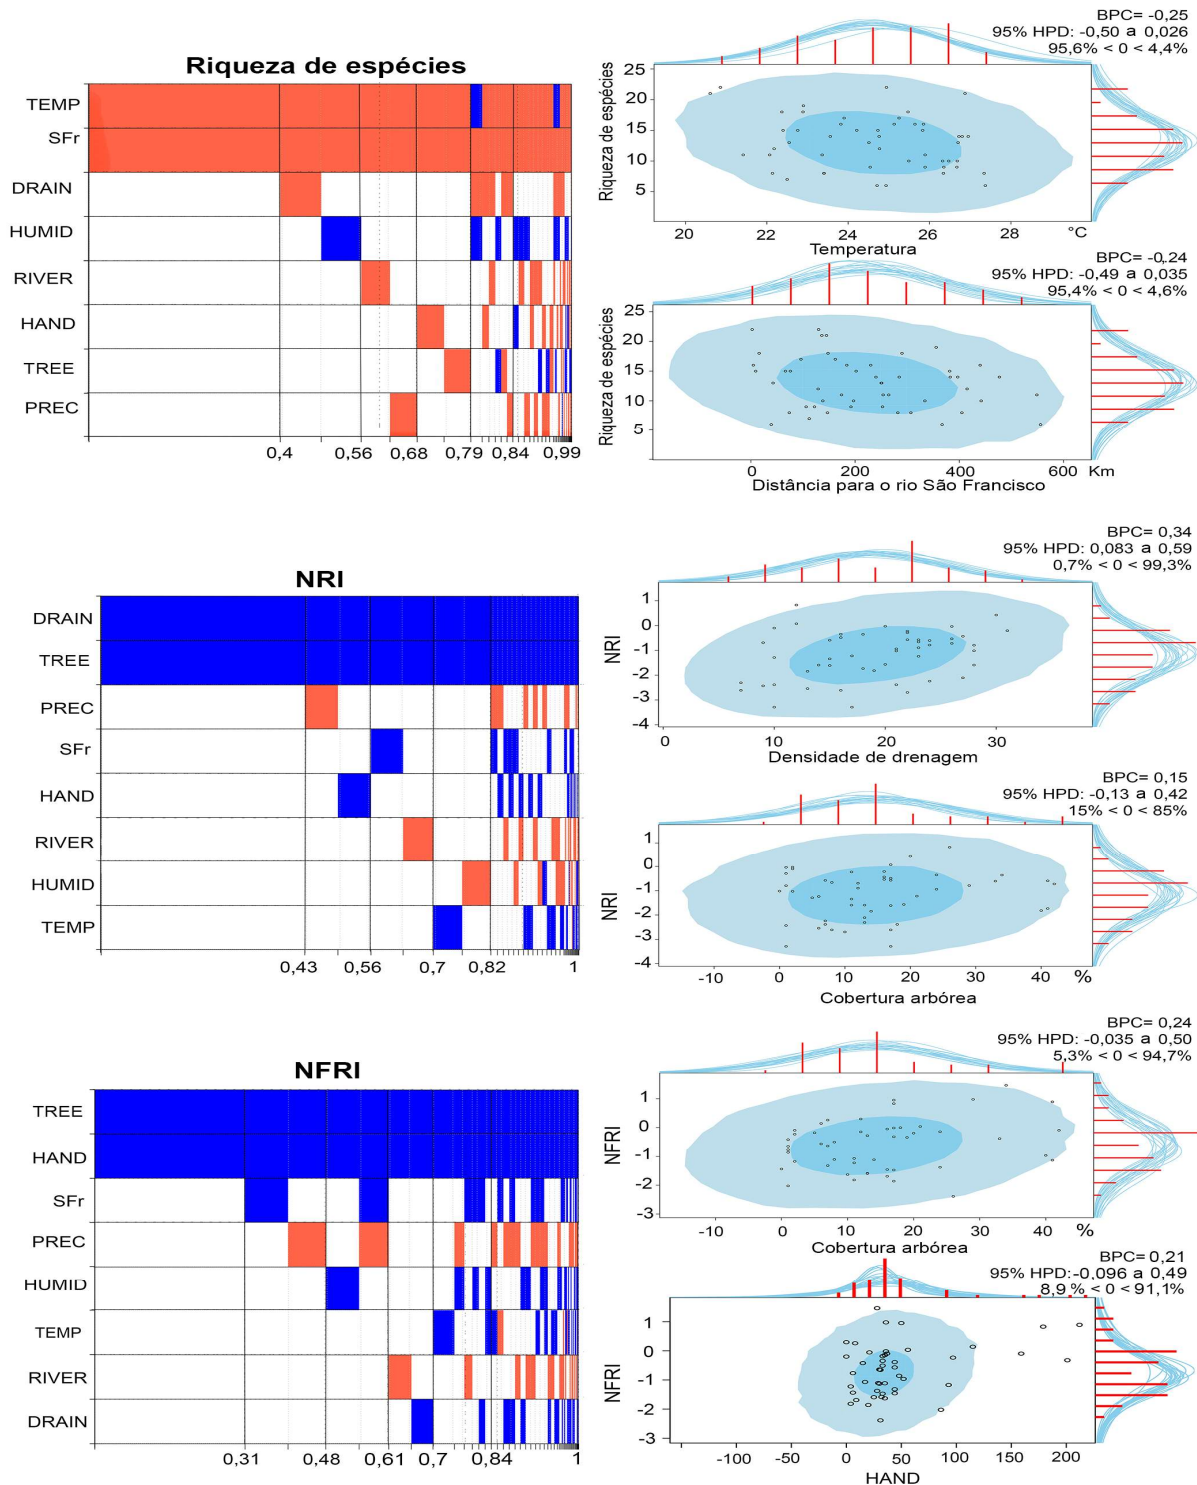 Riqueza de espécies
TEMP
SFr
DRAIN
HUMID
RIVER
HAND
TREE
PREC
0,4 0,56 0,68 0,79 0,84 0,99
BPC= -0,25
95% HPD: -0,50 a 0,026
95,6% < 0 < 4,4%
Riqueza de espécies
25
20
15
10
5
20 22 24 26 28 °C
Temperatura
BPC= -0,24
95% HPD: -0,49 a 0,035
95,4% < 0 < 4,6%
Riqueza de espécies
25
20
15
10
5
0 200 400 600 Km
Distância para o rio São Francisco
NRI
DRAIN
TREE
PREC
SFr
HAND
RIVER
HUMID
TEMP
0,43 0,56 0,7 0,82 1
BPC= 0,34
95% HPD: 0,083 a 0,59
0,7% < 0 < 99,3%
NRI
1
0
-1
-2
-3
-4
0 10 20 30
Densidade de drenagem
BPC= 0,15
95% HPD: -0,13 a 0,42
15% < 0 < 85%
NRI
1
0
-1
-2
-3
-4
-10 0 10 20 30 40 %
Cobertura arbórea
NFRI
TREE
HAND
SFr
PREC
HUMID
TEMP
RIVER
DRAIN
0,31 0,48 0,61 0,7 0,84 1
BPC= 0,24
95% HPD: -0,035 a 0,50
5,3% < 0 < 94,7%
NFRI
1
0
-1
-2
-3
-10 0 10 20 30 40 %
Cobertura arbórea
BPC= 0,21
95% HPD:-0,096 a 0,49
8,9 % < 0 < 91,1%
NFRI
1
0
-1
-2
-3
-100 -50 0 50 100 150 200
HAND